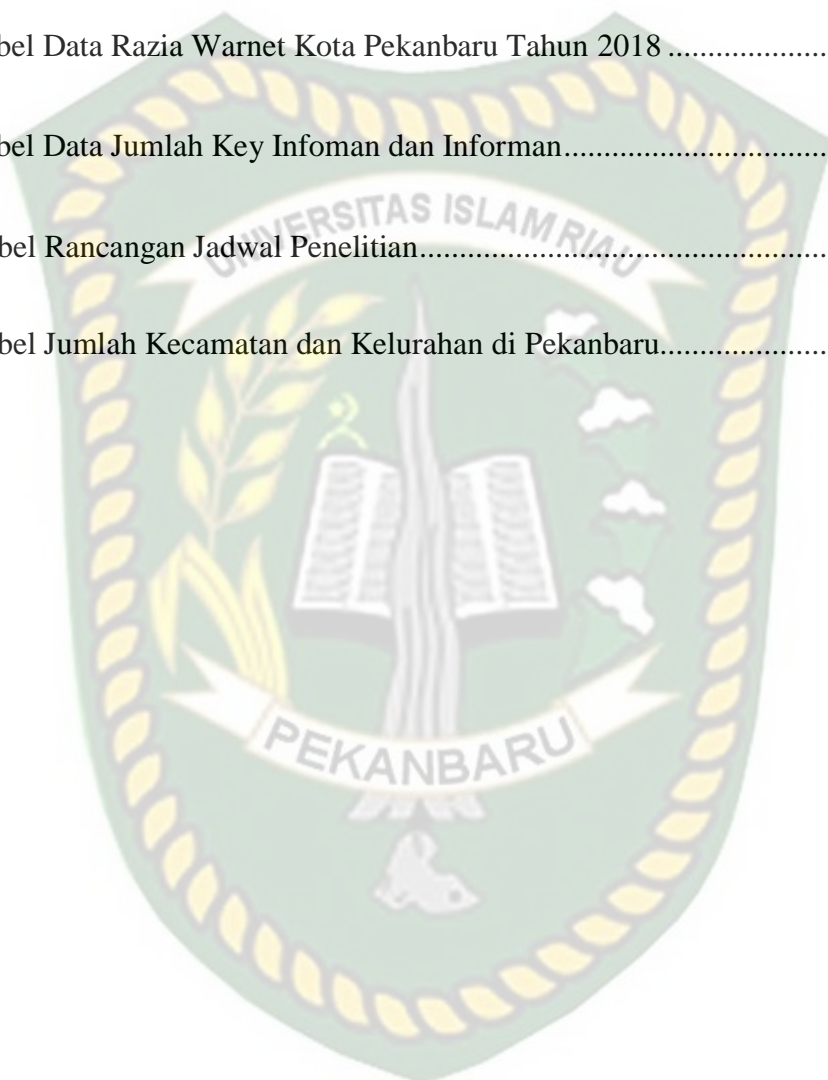 bel Data Razia Warnet Kota Pekanbaru Tahun 2018 ....................
bel Data Jumlah Key Infoman dan Informan.................................
UNIVERSITAS ISLAM RIAU
bel Rancangan Jadwal Penelitian...................................................
bel Jumlah Kecamatan dan Kelurahan di Pekanbaru.....................
PEKANBARU